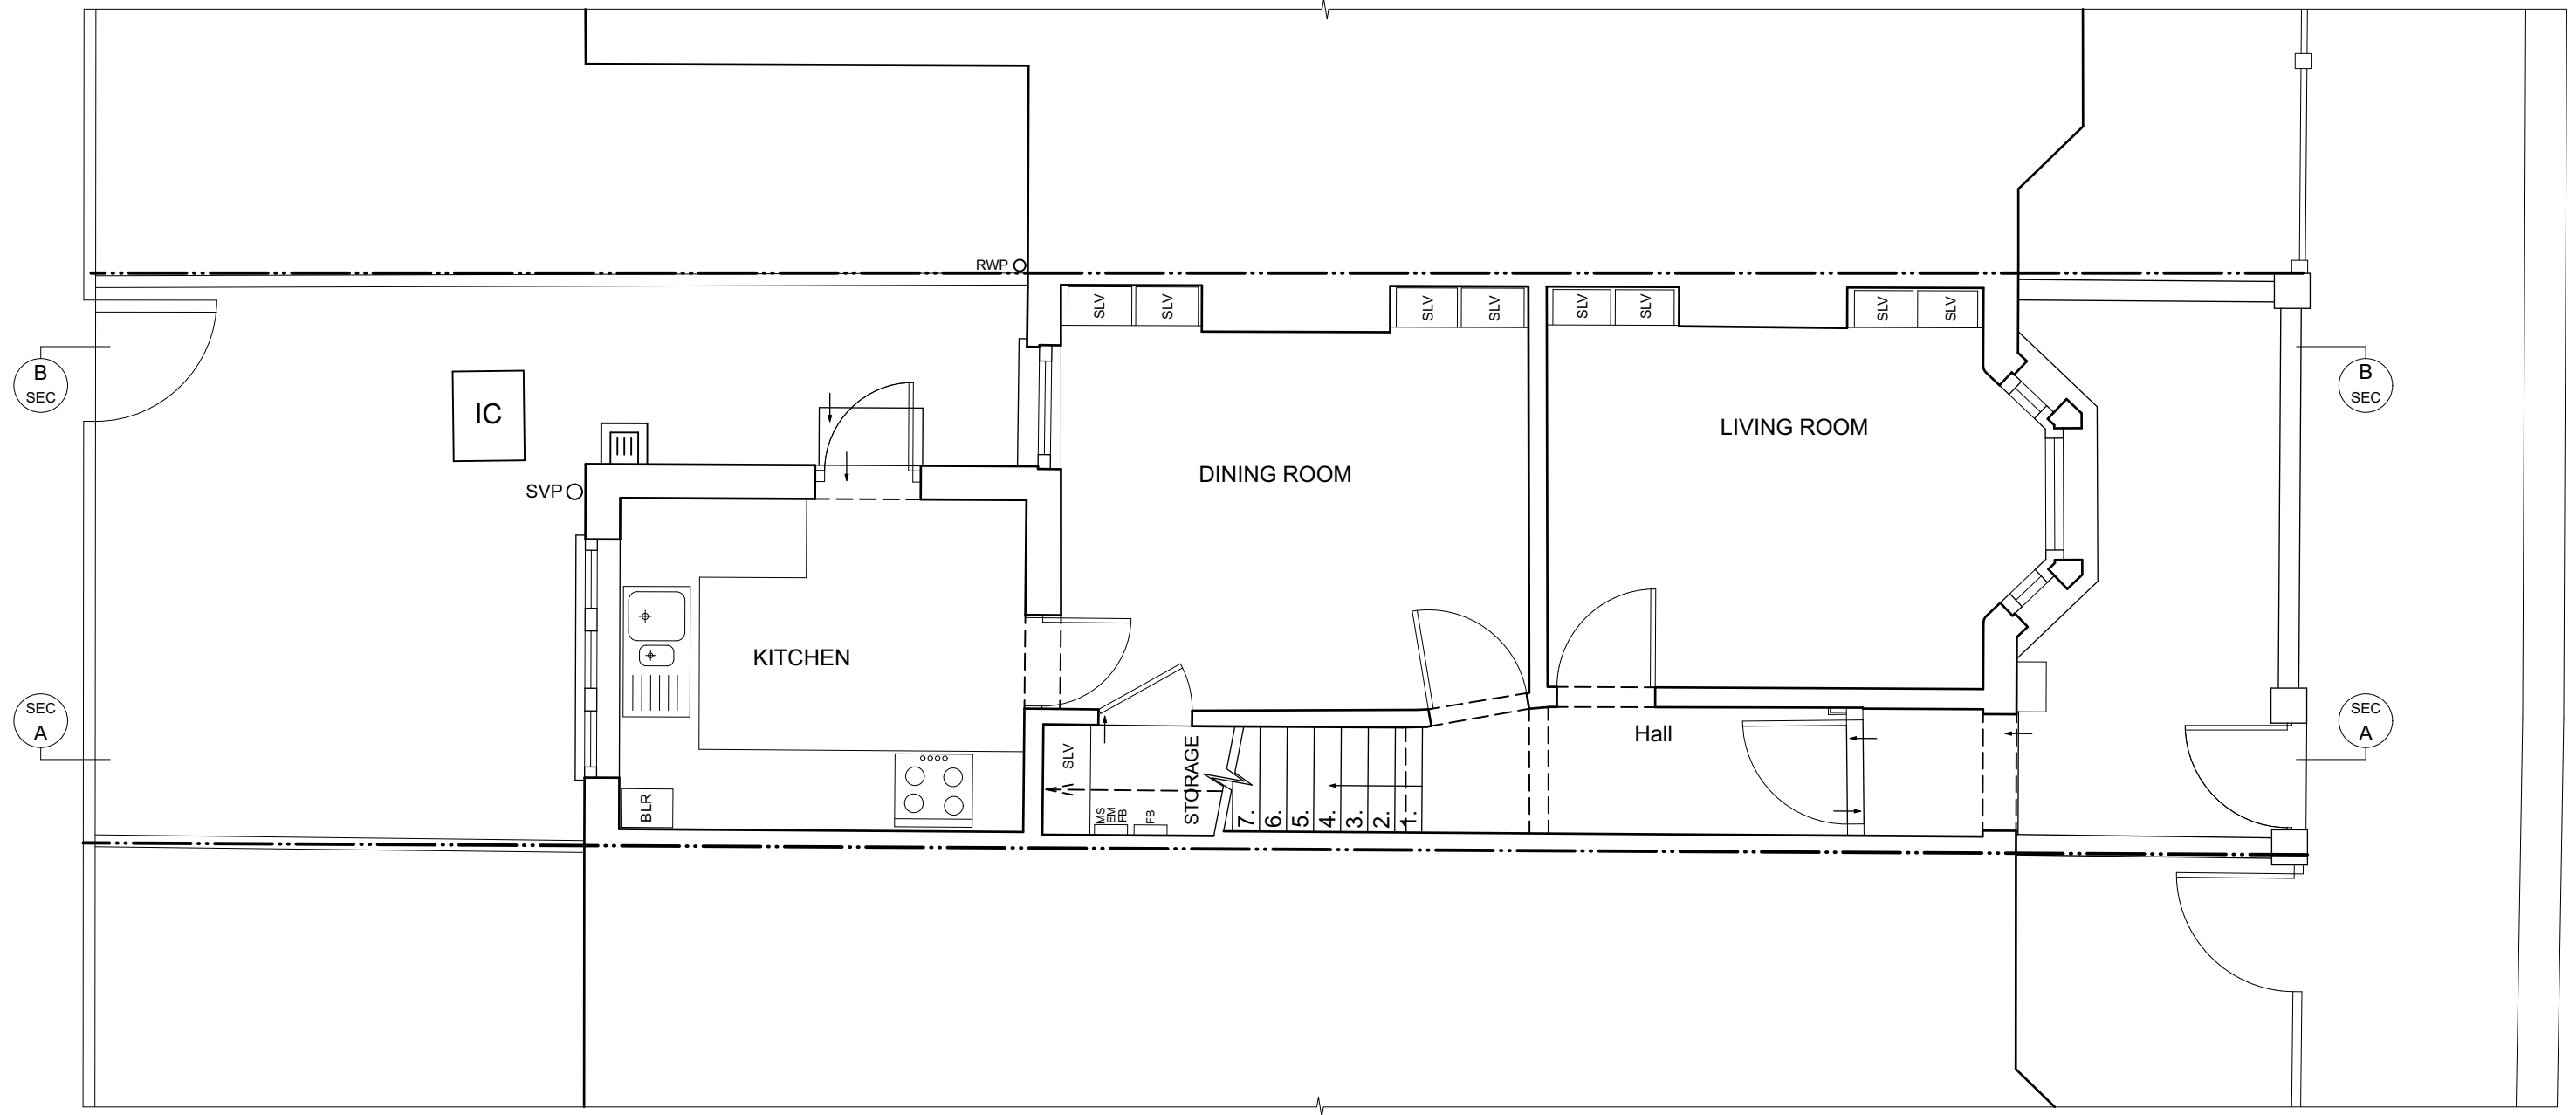 RWP
SLV
SLV
SLV
SLV
SLV
SLV
SLV
SLV
B
SEC
B
SEC
IC
LIVING ROOM
DINING ROOM
SVP
KITCHEN
SEC
A
SEC
A
Hall
SLV
STORAGE
BLR
MS
EM
FB
FB
7.
6.
5.
4.
3.
2.
1.